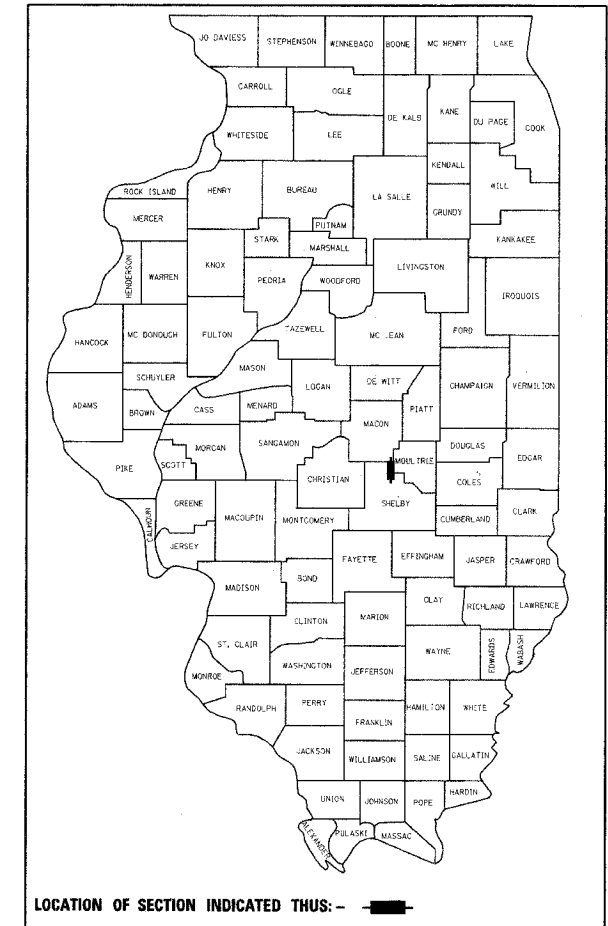 JO DAVIESS STEPHENSON WINNEBAGO BOONE MC HENRY LAKE
CARROLL OGLE DE KALB KANE DU PAGE COOK
WHITESIDE LEE
KENDALL WILL
ROCK ISLAND HENRY BUREAU LA SALLE GRUNDY
MERCER PUTNAM
STARK MARSHALL KANKAKEE
HENDERSON WARREN KNOX PEORIA WOODFORD LIVINGSTON
IROQUOIS
HANCOCK MC DONOUGH FULTON TAZEWELL MC LEAN FORD
MASON
SCHUYLER LOGAN DE WITT CHAMPAIGN VERMILION
ADAMS BROWN CASS MENARD MACON PIATT
PIKE SCOTT MORGAN SANGAMON MOULTRIE DOUGLAS EDGAR
CHRISTIAN COLES
GREENE SHELBY
CALHOUN JERSEY MACOUPIN MONTGOMERY CUMBERLAND CLARK
FAYETTE EFFINGHAM JASPER CRAWFORD
MADISON BOND
CLAY RICHLAND LAWRENCE
CLINTON MARION
ST. CLAIR WAYNE EDWARDS WABASH
WASHINGTON JEFFERSON
MONROE
RANDOLPH PERRY HAMILTON WHITE
FRANKLIN
JACKSON WILLIAMSON SALINE GALLATIN
UNION JOHNSON POPE HARDIN
ALEXANDER PULASKI MASSAC
LOCATION OF SECTION INDICATED THUS: -